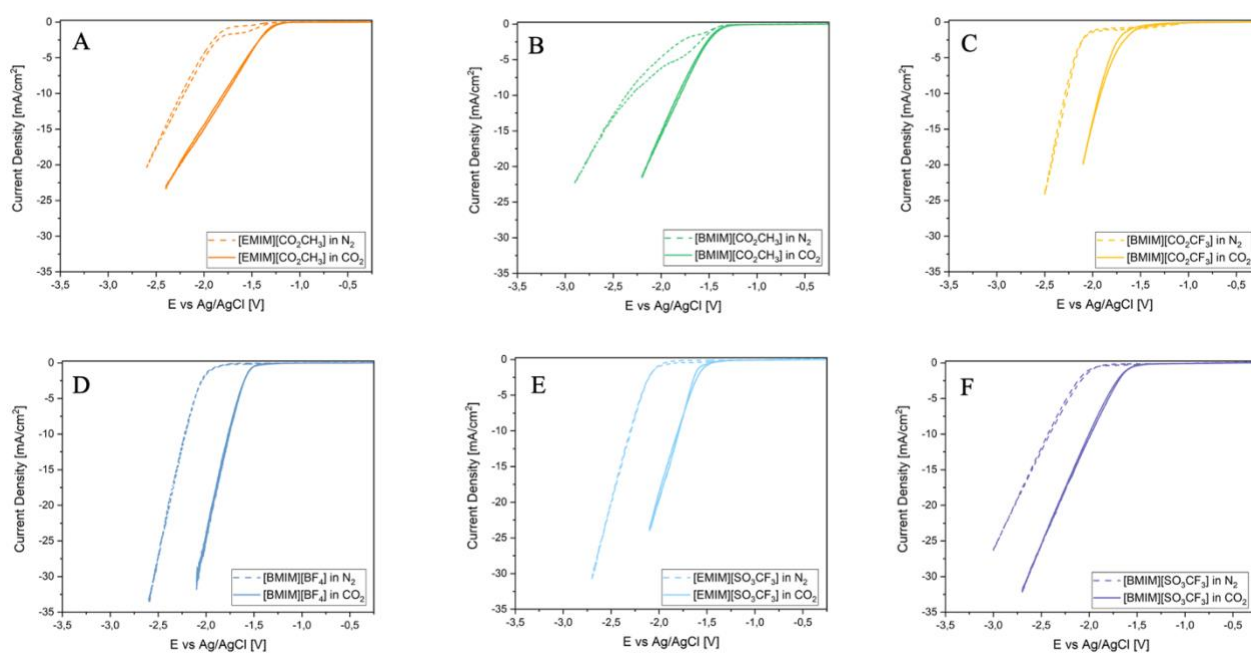 A
Current Density [mA/cm²]
0
-5
-10
-15
-20
-25
-30
-35
[EMIM][CO₂CH₃] in N₂
[EMIM][CO₂CH₃] in CO₂
-3,5 -3,0 -2,5 -2,0 -1,5 -1,0 -0,5
E vs Ag/AgCl [V]
B
Current Density [mA/cm²]
0
-5
-10
-15
-20
-25
-30
-35
[BMIM][CO₂CH₃] in N₂
[BMIM][CO₂CH₃] in CO₂
-3,5 -3,0 -2,5 -2,0 -1,5 -1,0 -0,5
E vs Ag/AgCl [V]
C
Current Density [mA/cm²]
0
-5
-10
-15
-20
-25
-30
-35
[BMIM][CO₂CF₃] in N₂
[BMIM][CO₂CF₃] in CO₂
-3,5 -3,0 -2,5 -2,0 -1,5 -1,0 -0,5
E vs Ag/AgCl [V]
D
Current Density [mA/cm²]
0
-5
-10
-15
-20
-25
-30
-35
[BMIM][BF₄] in N₂
[BMIM][BF₄] in CO₂
-3,5 -3,0 -2,5 -2,0 -1,5 -1,0 -0,5
E vs Ag/AgCl [V]
E
Current Density [mA/cm²]
0
-5
-10
-15
-20
-25
-30
-35
[EMIM][SO₃CF₃] in N₂
[EMIM][SO₃CF₃] in CO₂
-3,5 -3,0 -2,5 -2,0 -1,5 -1,0 -0,5
E vs Ag/AgCl [V]
F
Current Density [mA/cm²]
0
-5
-10
-15
-20
-25
-30
-35
[BMIM][SO₃CF₃] in N₂
[BMIM][SO₃CF₃] in CO₂
-3,5 -3,0 -2,5 -2,0 -1,5 -1,0 -0,5
E vs Ag/AgCl [V]